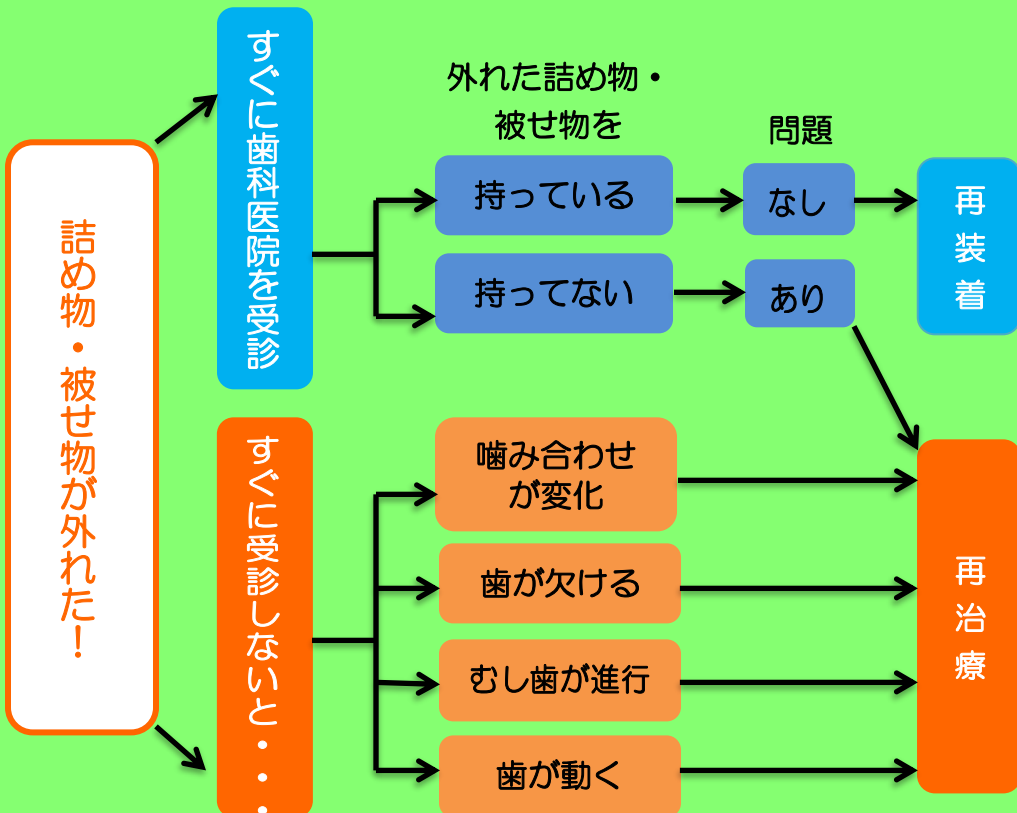 詰め物・被せ物が外れた！
すぐに歯科医院を受診
外れた詰め物・
被せ物を
問題
持っている
なし
再装着
持ってない
あり
すぐに受診しないと・・・
噛み合わせ
が変化
歯が欠ける
むし歯が進行
歯が動く
再治療